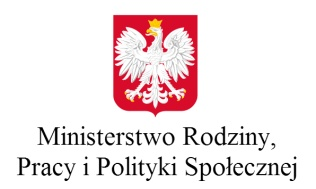 Ministerstwo Rodziny,
Pracy i Polityki Społecznej